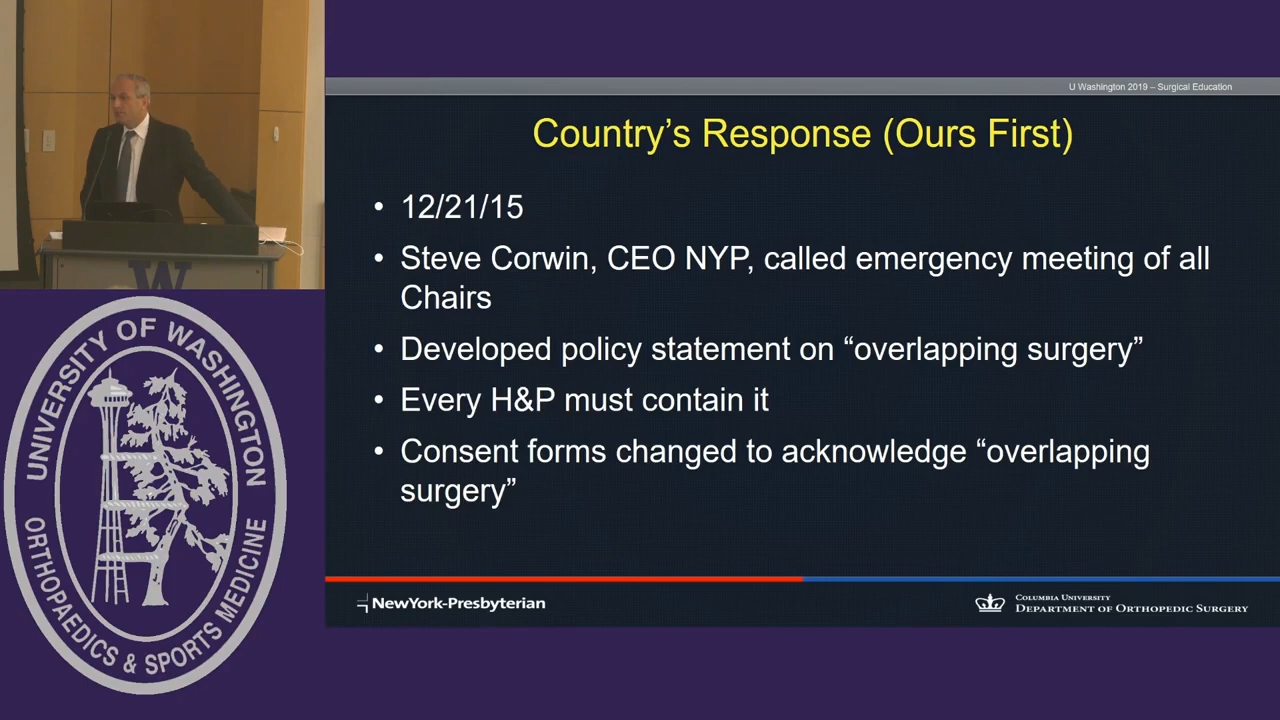 U Washington 2019 – Surgical Education
Country's Response (Ours First)
• 12/21/15
• Steve Corwin, CEO NYP, called emergency meeting of all
Chairs
• Developed policy statement on “overlapping surgery”
• Every H&P must contain it
• Consent forms changed to acknowledge “overlapping
surgery”
NewYork-Presbyterian
COLUMBIA UNIVERSITY
DEPARTMENT OF ORTHOPEDIC SURGERY
W
UNIVERSITY OF WASHINGTON
ORTHOPAEDICS & SPORTS MEDICINE